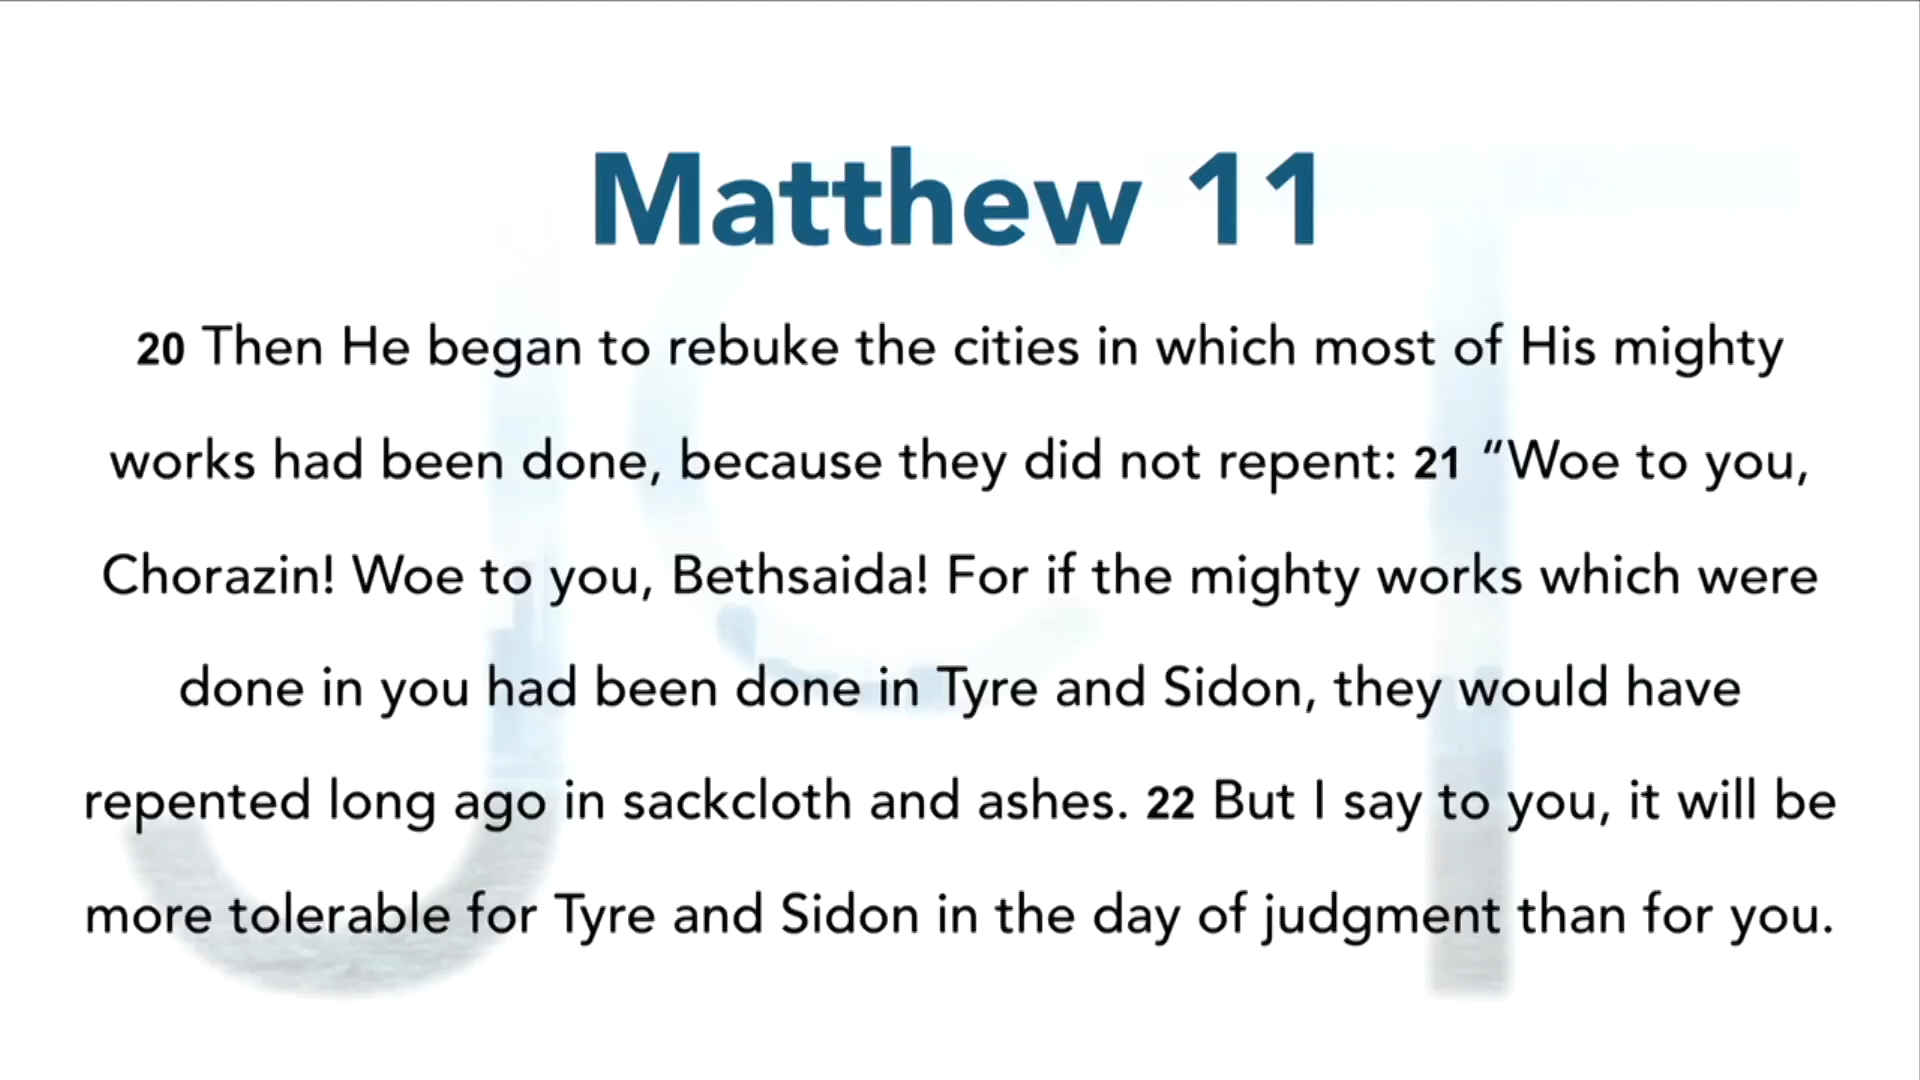 Matthew 11
20 Then He began to rebuke the cities in which most of His mighty
works had been done, because they did not repent: 21 “Woe to you,
Chorazin! Woe to you, Bethsaida! For if the mighty works which were
done in you had been done in Tyre and Sidon, they would have
repented long ago in sackcloth and ashes. 22 But I say to you, it will be
more tolerable for Tyre and Sidon in the day of judgment than for you.